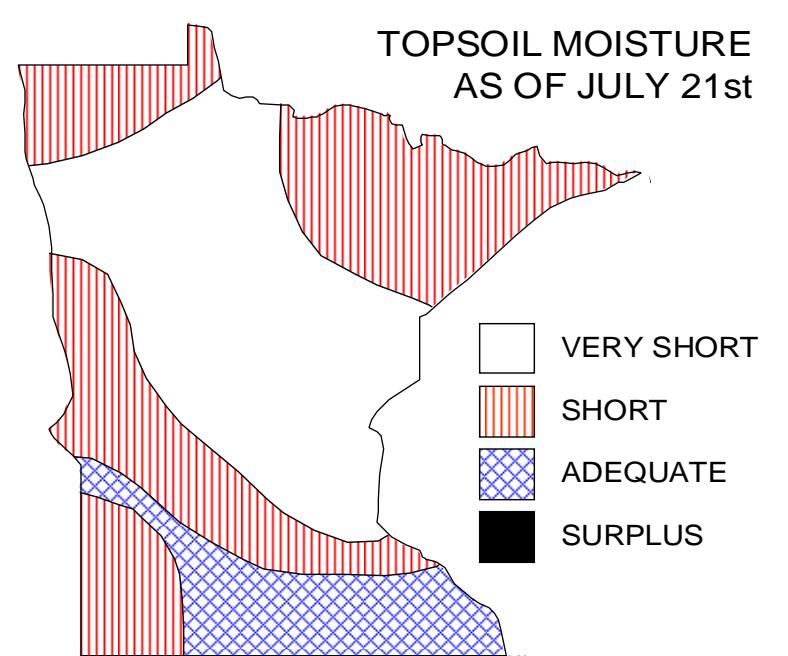 TOPSOIL MOISTURE
AS OF JULY 21st
VERY SHORT
SHORT
ADEQUATE
SURPLUS